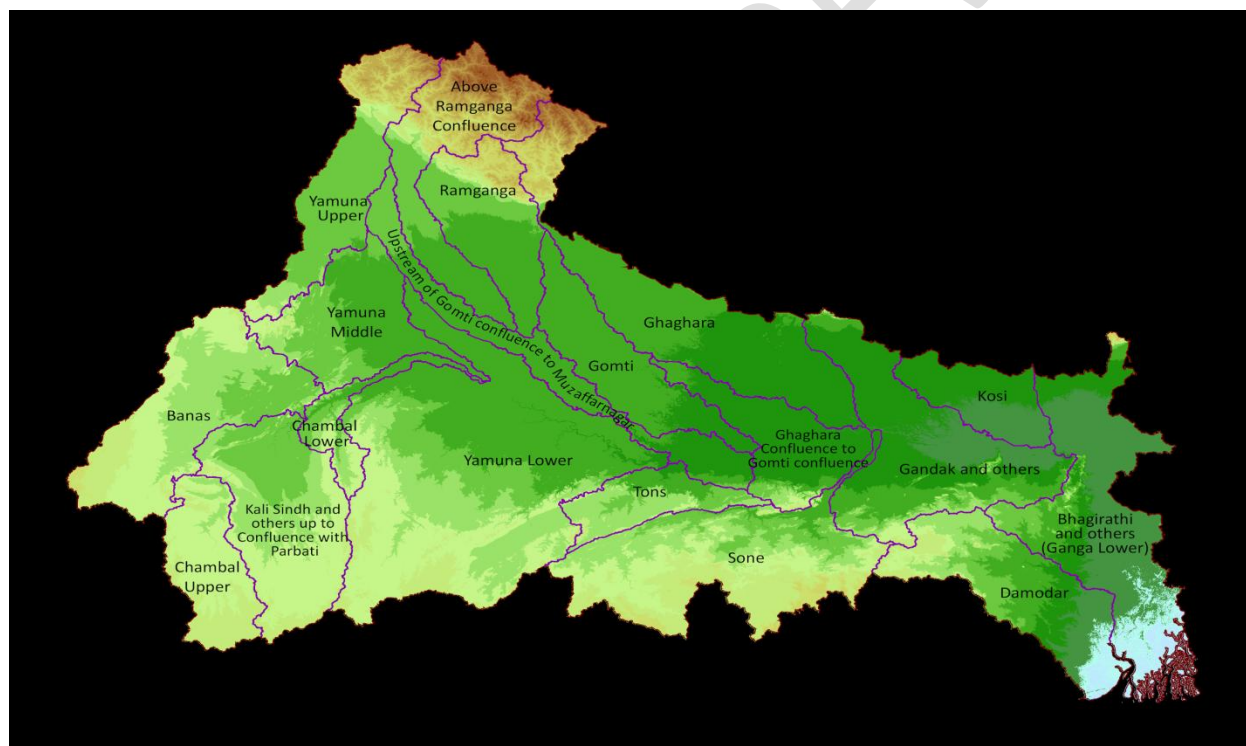 Above
Ramganga
Confluence
Ramganga
Yamuna
Upper
Upstream of Gomti confluence to Muzaffarnagar
Yamuna
Middle
Ghaghara
Gomti
Kosi
Banas
Chambal
Lower
Ghaghara
Confluence to
Gomti confluence
Yamuna Lower
Gandak and others
Tons
Kali Sindh and
others up to
Confluence with
Parbati
Bhagirathi
and others
(Ganga Lower)
Sone
Chambal
Upper
Damodar